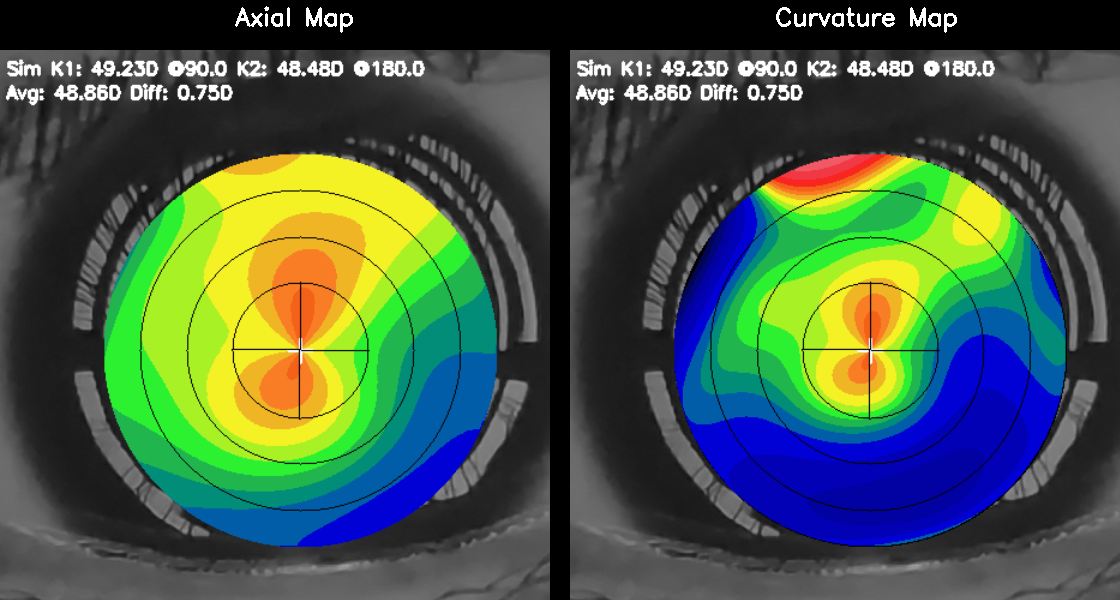 Axial Map
Curvature Map
Sim K1: 49.23D @90.0 K2: 48.48D @180.0
Avg: 48.86D Diff: 0.75D
Sim K1: 49.23D @90.0 K2: 48.48D @180.0
Avg: 48.86D Diff: 0.75D